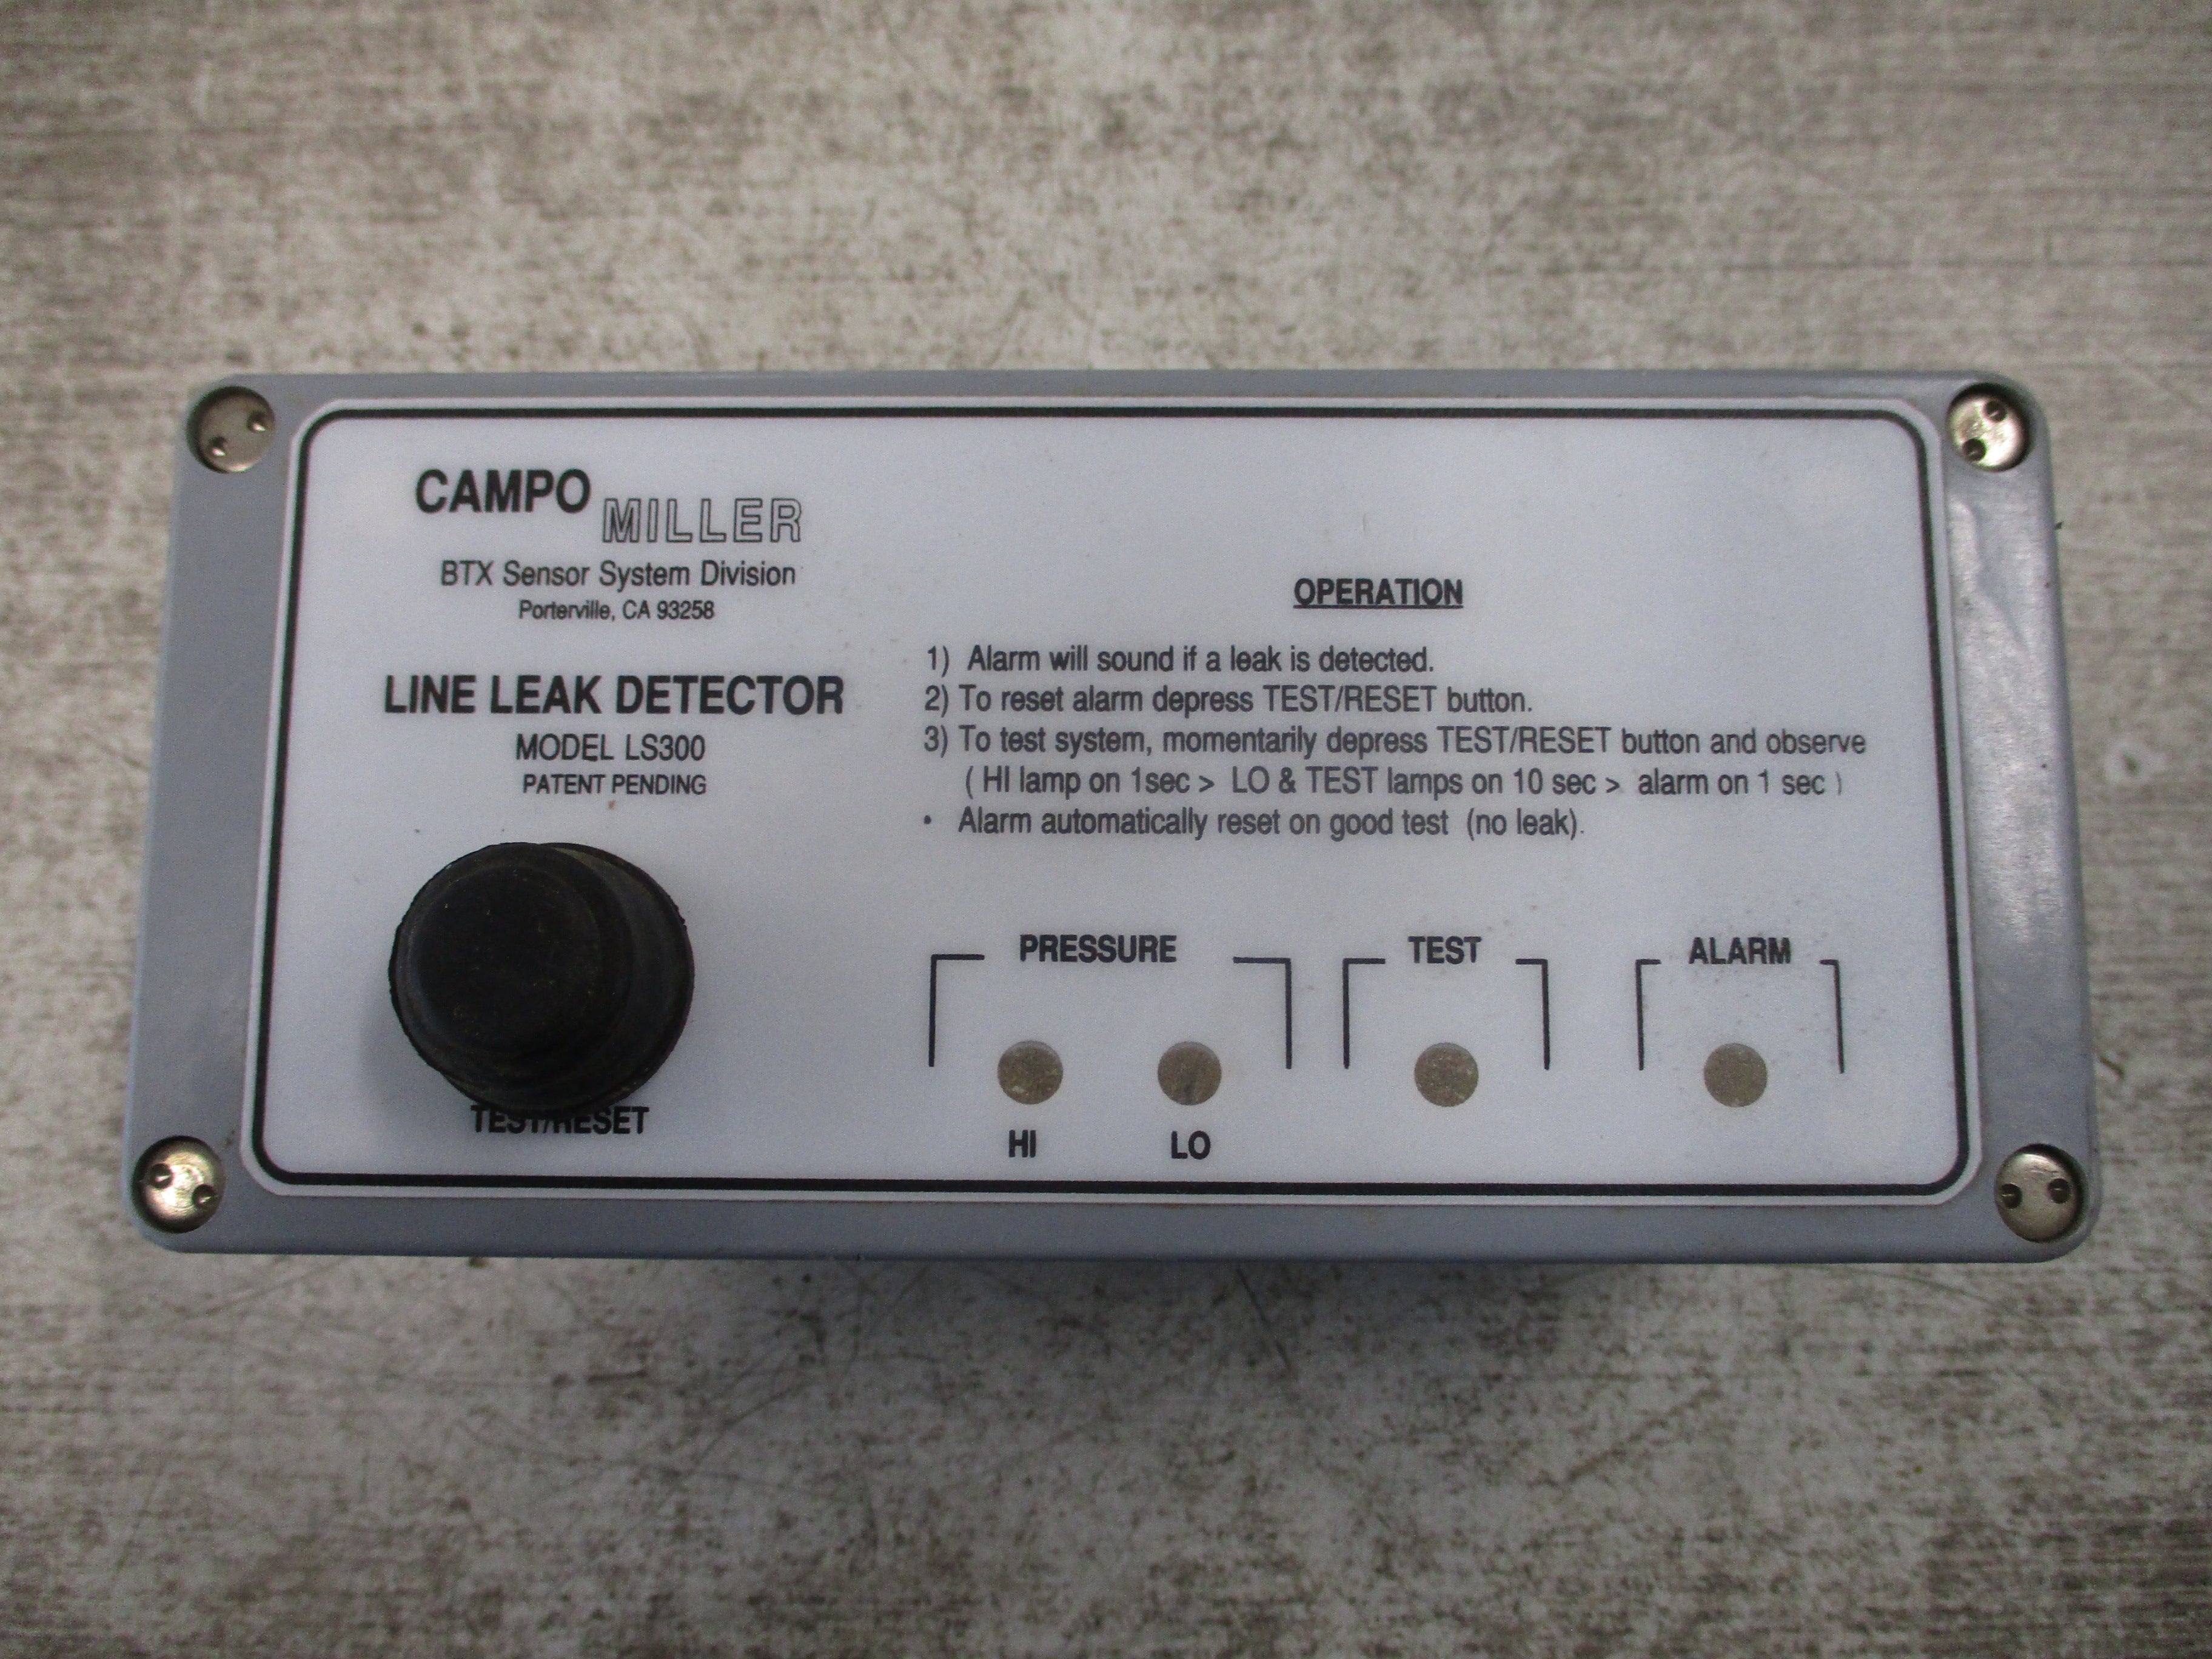 CAMPO MILLER
BTX Sensor System Division
Porterville, CA 93258
LINE LEAK DETECTOR
MODEL LS300
PATENT PENDING
TEST/RESET
OPERATION
1) Alarm will sound if a leak is detected.
2) To reset alarm depress TEST/RESET button.
3) To test system, momentarily depress TEST/RESET button and observe
( HI lamp on 1sec > LO & TEST lamps on 10 sec > alarm on 1 sec )
• Alarm automatically reset on good test (no leak).
PRESSURE TEST ALARM
HI LO